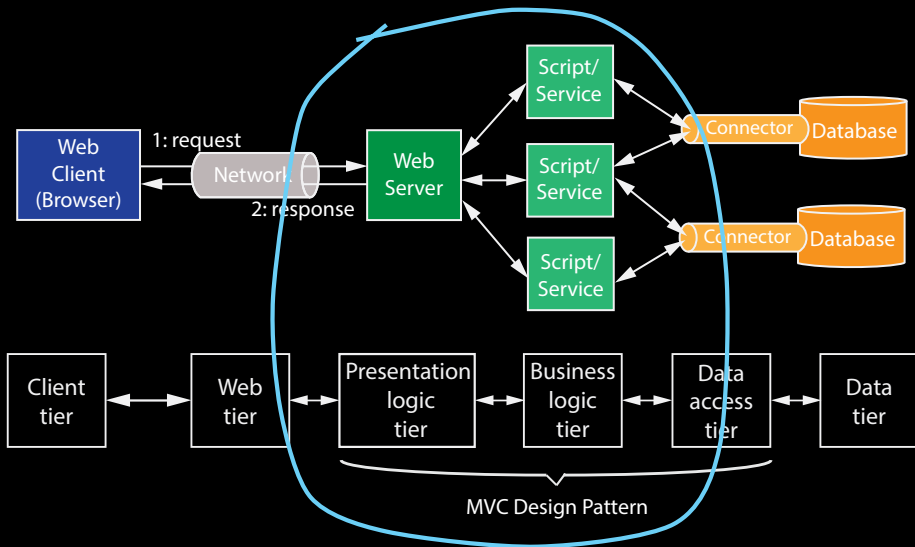 Script/
Service
1: request
Web
Client
(Browser)
Network
Web
Server
2: response
Script/
Service
Script/
Service
Connector
Database
Connector
Database
Client
tier
Web
tier
Presentation
logic
tier
Business
logic
tier
Data
access
tier
Data
tier
MVC Design Pattern